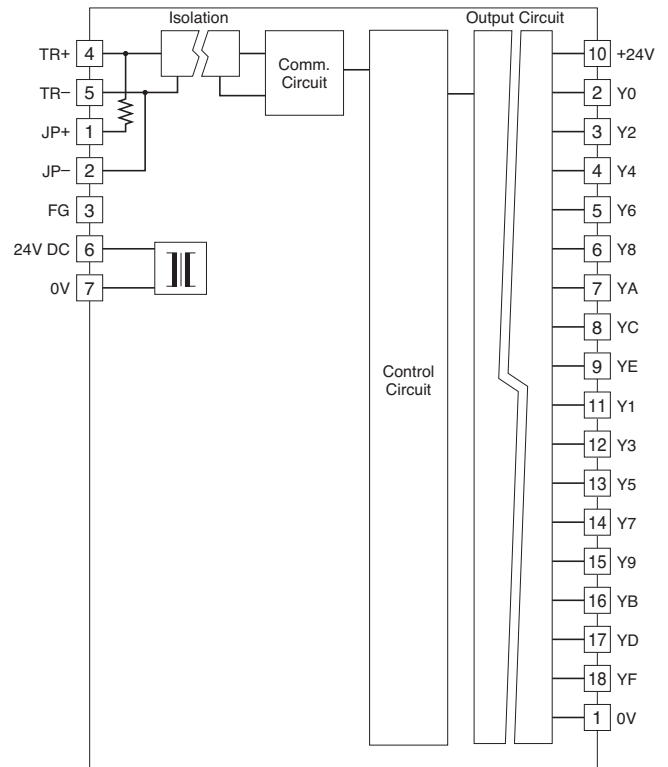 Isolation
Output Circuit
Comm.
Circuit
Control
Circuit
TR+ 4
TR− 5
JP+ 1
JP− 2
FG 3
24V DC 6
0V 7
10 +24V
2 Y0
3 Y2
4 Y4
5 Y6
6 Y8
7 YA
8 YC
9 YE
11 Y1
12 Y3
13 Y5
14 Y7
15 Y9
16 YB
17 YD
18 YF
1 0V